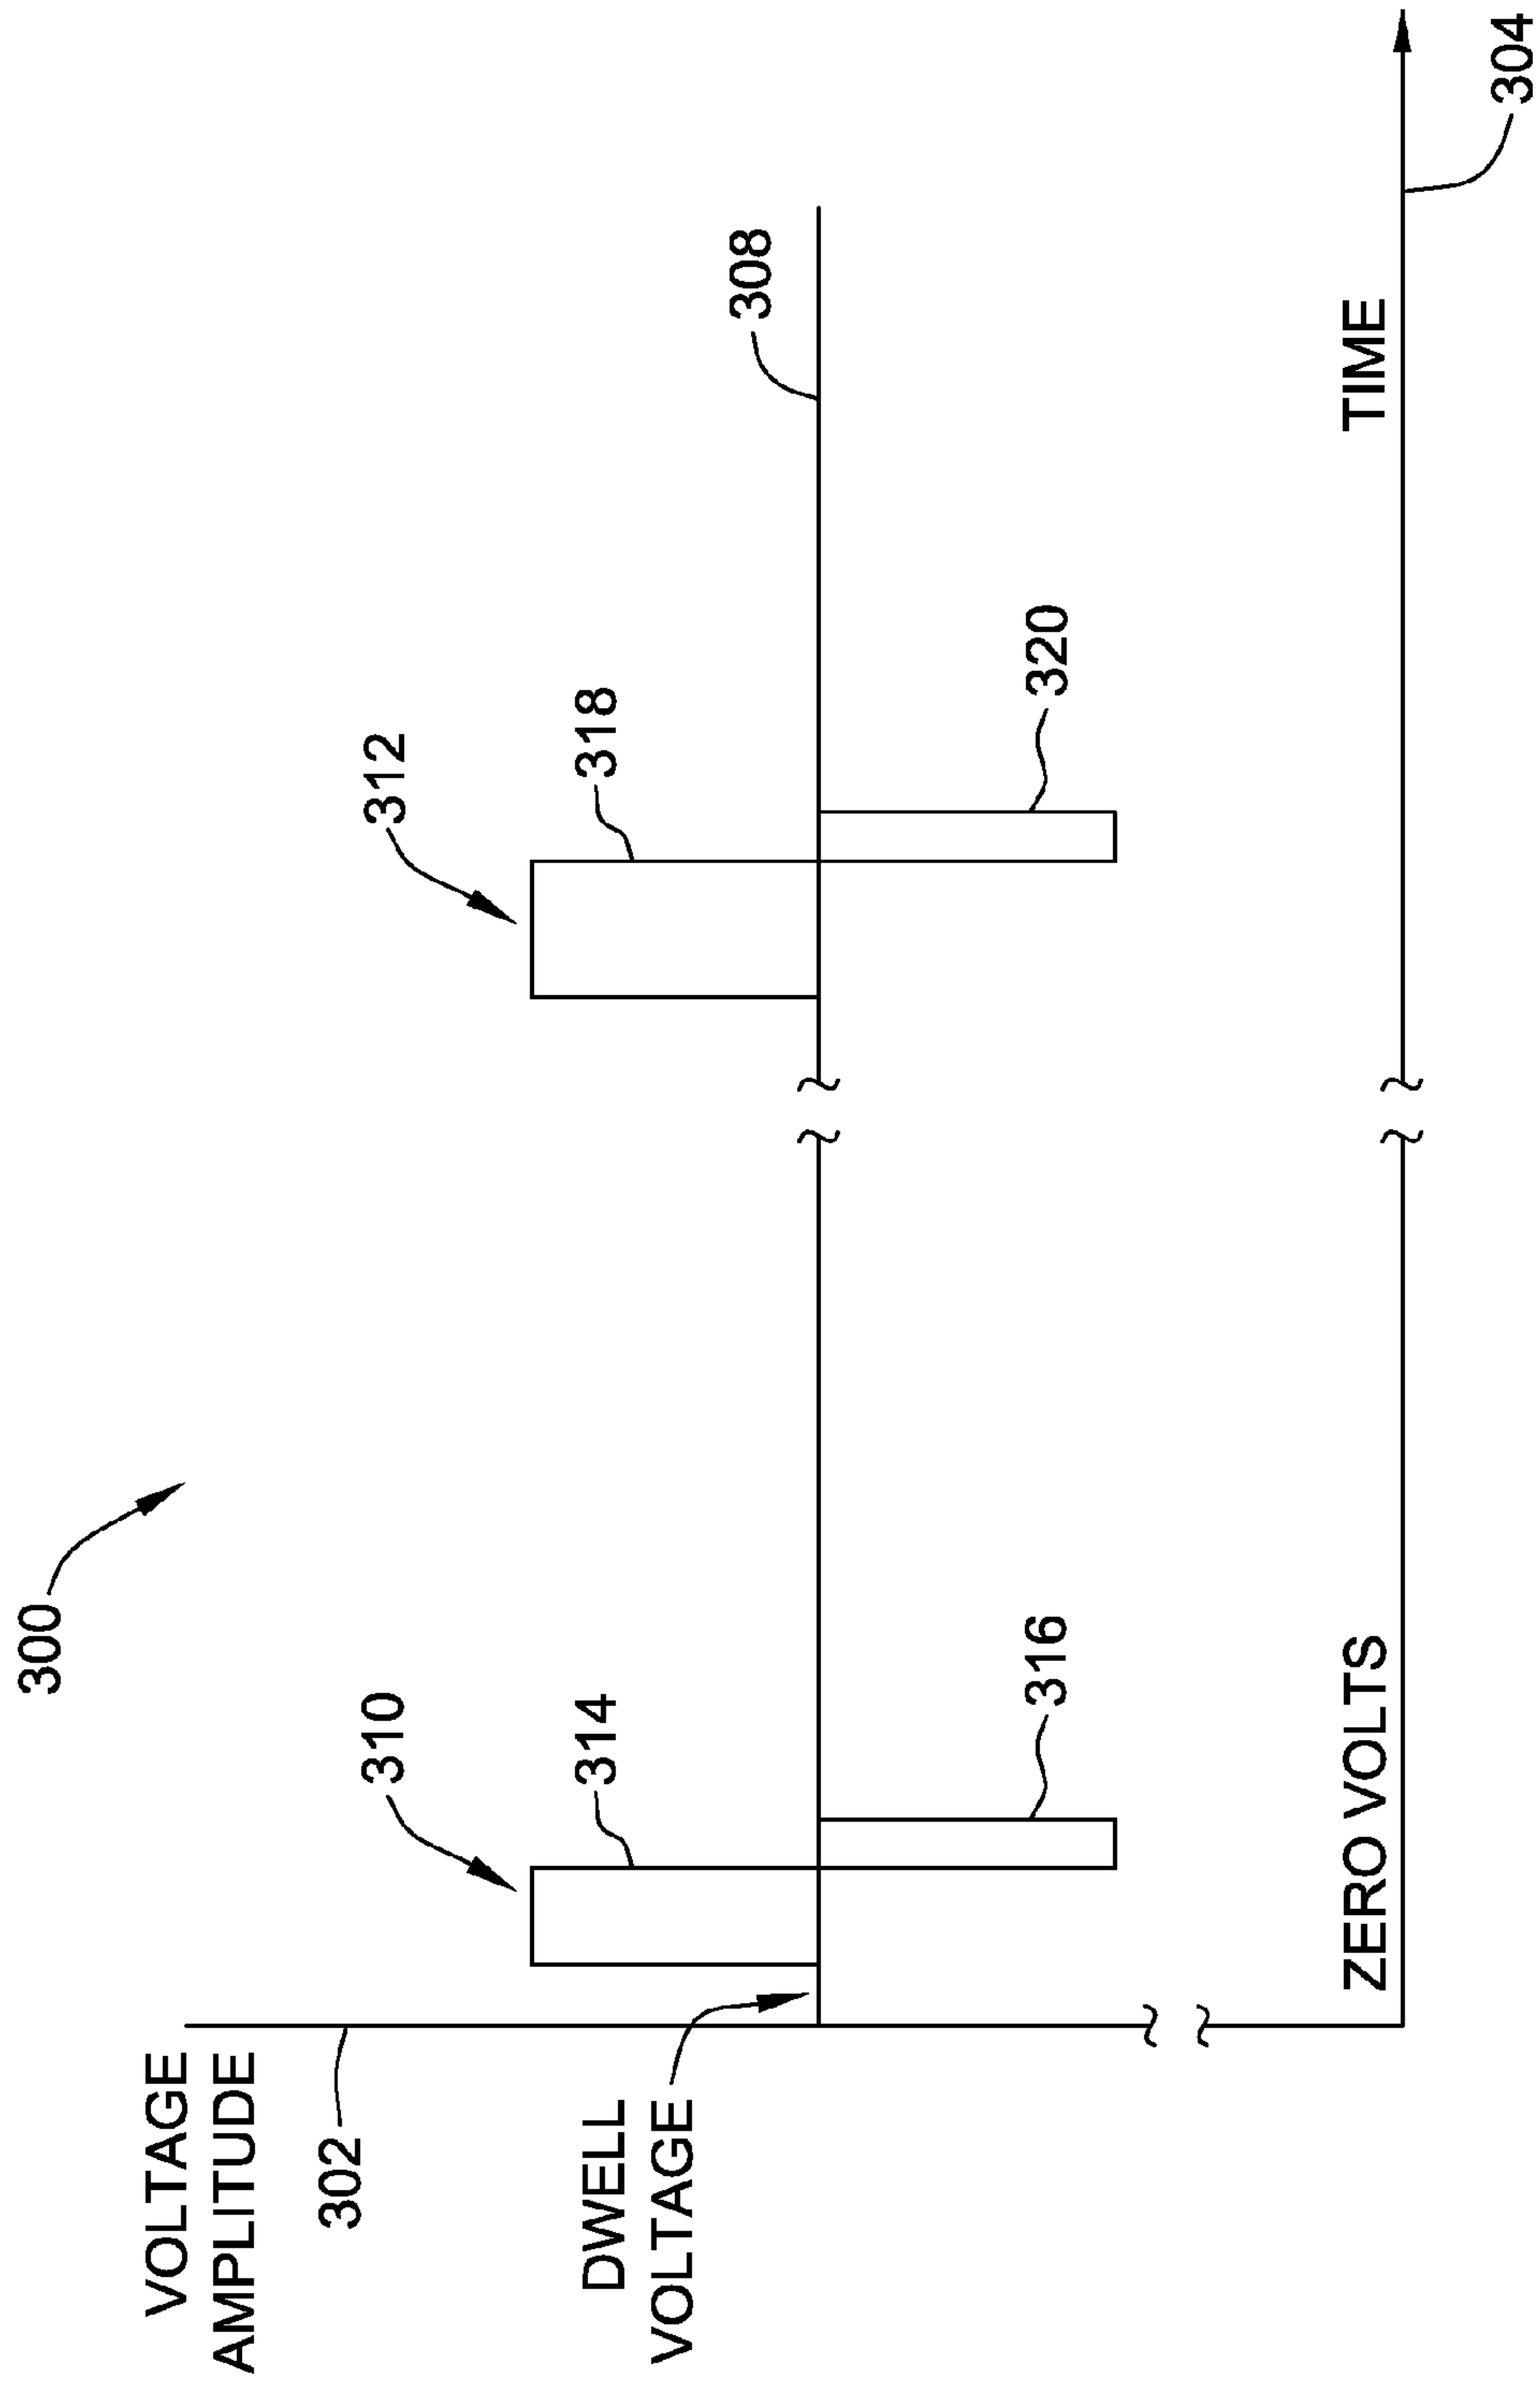 300
VOLTAGE
AMPLITUDE
302
310
312
314
318
DWELL
VOLTAGE
308
316
320
ZERO VOLTS
TIME
304